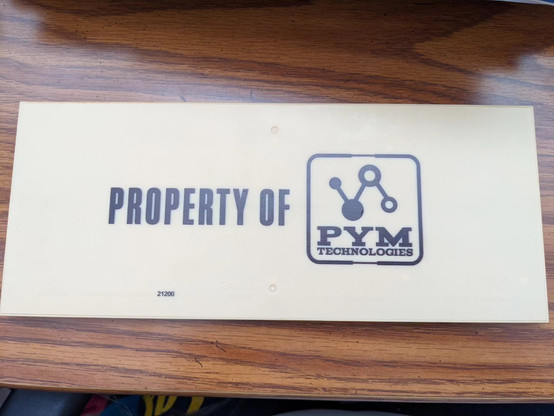 PROPERTY OF
PYM
TECHNOLOGIES
21200